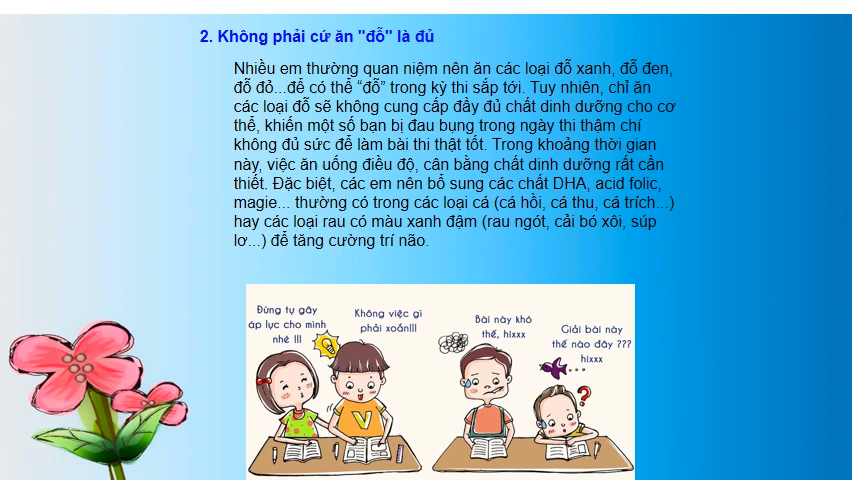 2. Không phải cứ ăn "đỗ" là đủ
Nhiều em thường quan niệm nên ăn các loại đỗ xanh, đỗ đen,
đỗ đỏ...để có thể “đỗ” trong kỳ thi sắp tới. Tuy nhiên, chỉ ăn
các loại đỗ sẽ không cung cấp đầy đủ chất dinh dưỡng cho cơ
thể, khiến một số bạn bị đau bụng trong ngày thi thậm chí
không đủ sức để làm bài thi thật tốt. Trong khoảng thời gian
này, việc ăn uống điều độ, cân bằng chất dinh dưỡng rất cần
thiết. Đặc biệt, các em nên bổ sung các chất DHA, acid folic,
magie... thường có trong các loại cá (cá hồi, cá thu, cá trích...)
hay các loại rau có màu xanh đậm (rau ngót, cải bó xôi, súp
lơ...) để tăng cường trí não.
Đừng tự gây
áp lực cho mình
nhé !!!
Không việc gì
phải xoắn!!!
V
Bài này khó
thế, hixxx
Giải bài này
thế nào đây ???
hixxx
?